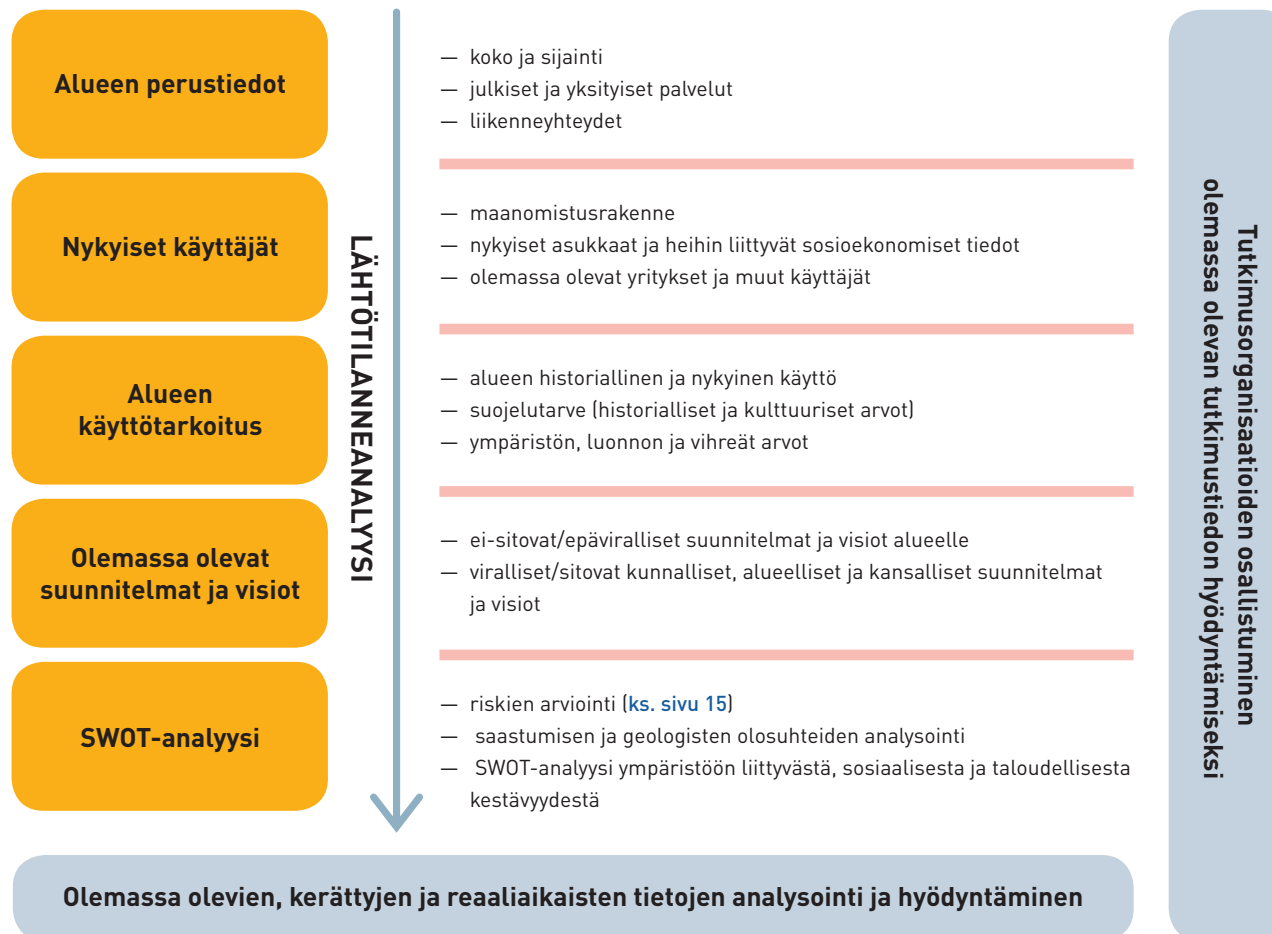 Alueen perustiedot
— koko ja sijainti
— julkiset ja yksityiset palvelut
— liikenneyhteydet
Nykyiset käyttäjät
— maanomistusrakenne
— nykyiset asukkaat ja heihin liittyvät sosioekonomiset tiedot
— olemassa olevat yritykset ja muut käyttäjät
Alueen
käyttötarkoitus
— alueen historiallinen ja nykyinen käyttö
— suojelutarve (historialliset ja kulttuuriset arvot)
— ympäristön, luonnon ja vihreät arvot
Olemassa olevat
suunnitelmat ja visiot
— ei-sitovat/epäviralliset suunnitelmat ja visiot alueelle
— viralliset/sitovat kunnalliset, alueelliset ja kansalliset suunnitelmat
ja visiot
SWOT-analyysi
— riskien arviointi (ks. sivu 15)
— saastumisen ja geologisten olosuhteiden analysointi
— SWOT-analyysi ympäristöön liittyvästä, sosiaalisesta ja taloudellisesta
kestävyydestä
LÄHTÖTILANNEANALYYSI
Tutkimusorganisaatioiden osallistuminen
olemassa olevan tutkimustiedon hyödyntämiseksi
Olemassa olevien, kerättyjen ja reaaliaikaisten tietojen analysointi ja hyödyntäminen